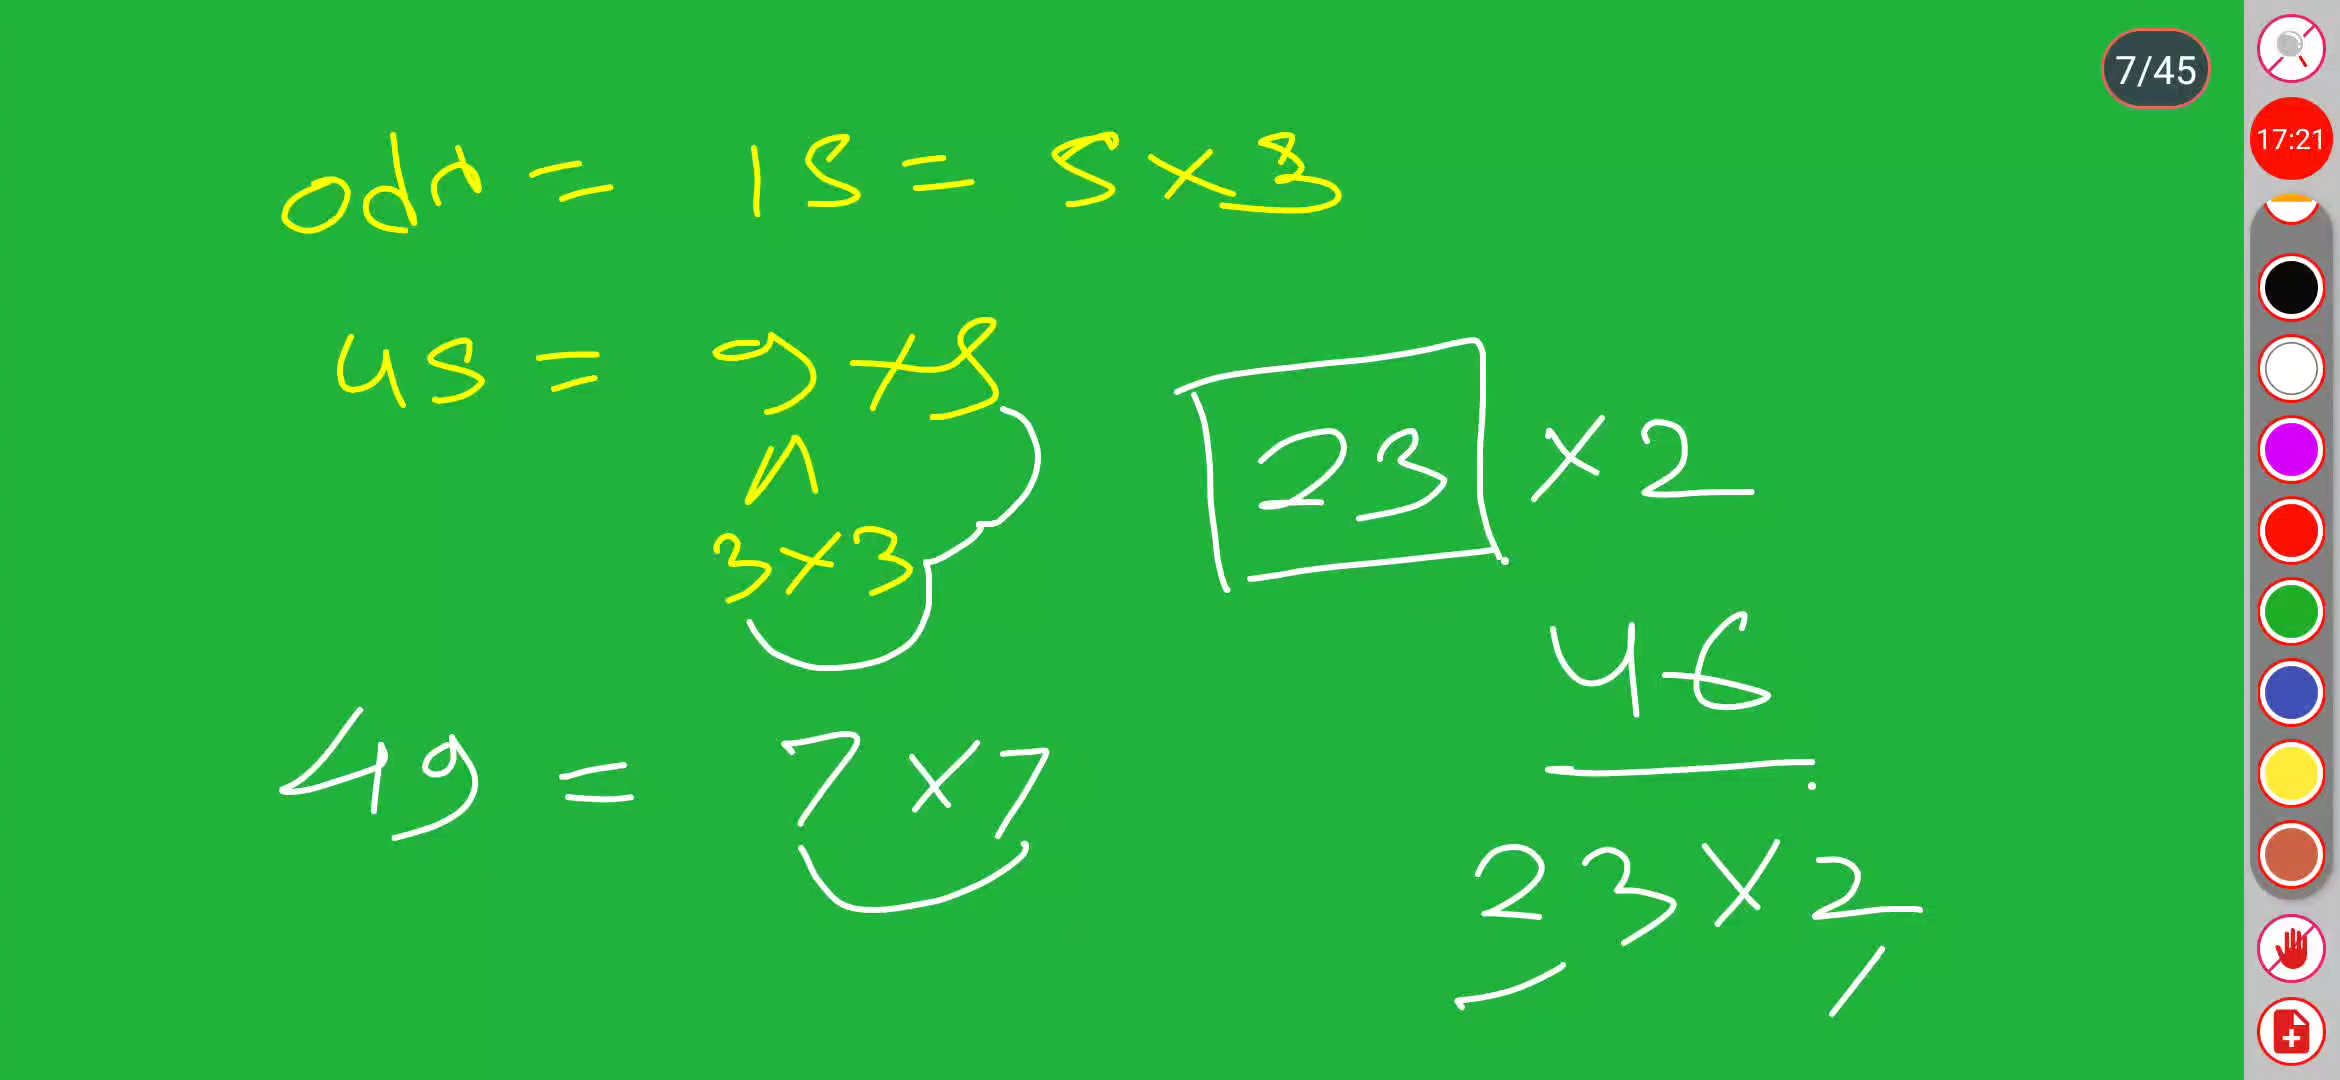 odd = 15 = 5 × 3
45 = 9 × 5
3 × 3
49 = 7 × 7
23 × 2
46
23 × 2
7/45
17:21